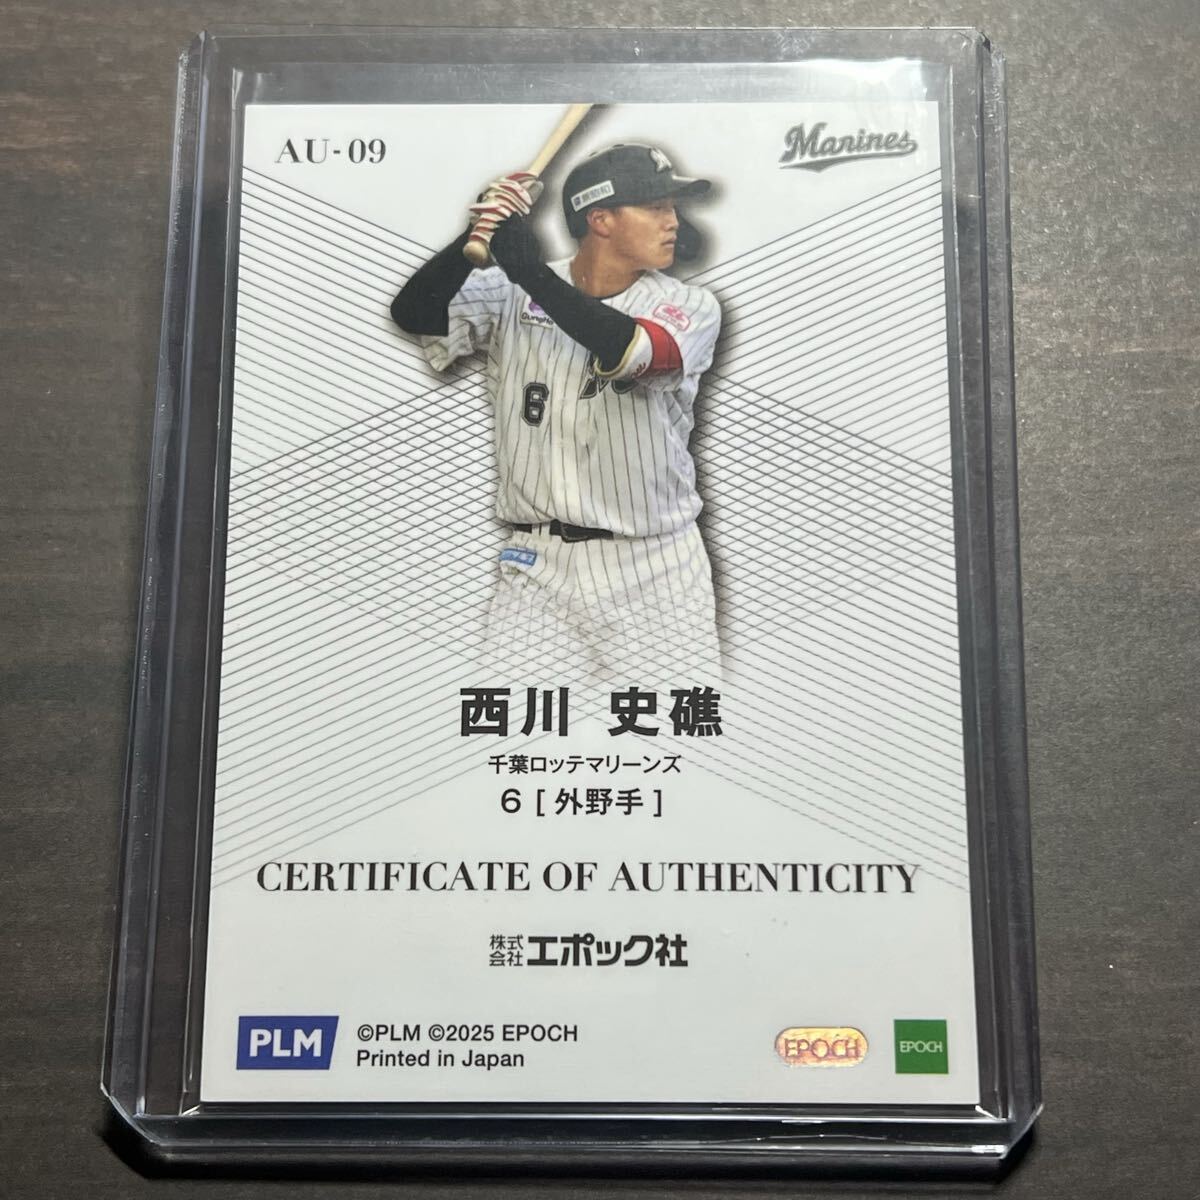 AU-09
Marines
6
西川 史礁
千葉ロッテマリーンズ
6 [ 外野手 ]
CERTIFICATE OF AUTHENTICITY
株式会社 エポック社
PLM
©PLM ©2025 EPOCH
Printed in Japan
EPOCH
EPOCH